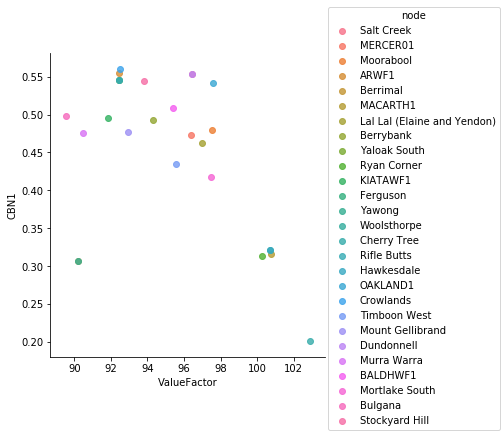 node
Salt Creek
MERCER01
Moorabool
ARWF1
Berrimal
MACARTH1
Lal Lal (Elaine and Yendon)
Berrybank
Yaloak South
Ryan Corner
KIATAWF1
Ferguson
Yawong
Woolsthorpe
Cherry Tree
Rifle Butts
Hawkesdale
OAKLAND1
Crowlands
Timboon West
Mount Gellibrand
Dundonnell
Murra Warra
BALDHWF1
Mortlake South
Bulgana
Stockyard Hill
0.55
0.50
0.45
0.40
0.35
0.30
0.25
0.20
CBN1
90 92 94 96 98 100 102
ValueFactor